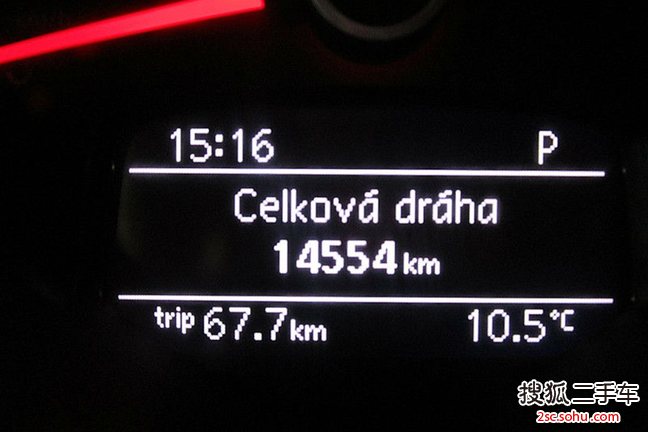 15:16 P
Celková dráha
14554 km
trip 67.7 km 10.5 °C
搜狐二手车
2sc.sohu.com